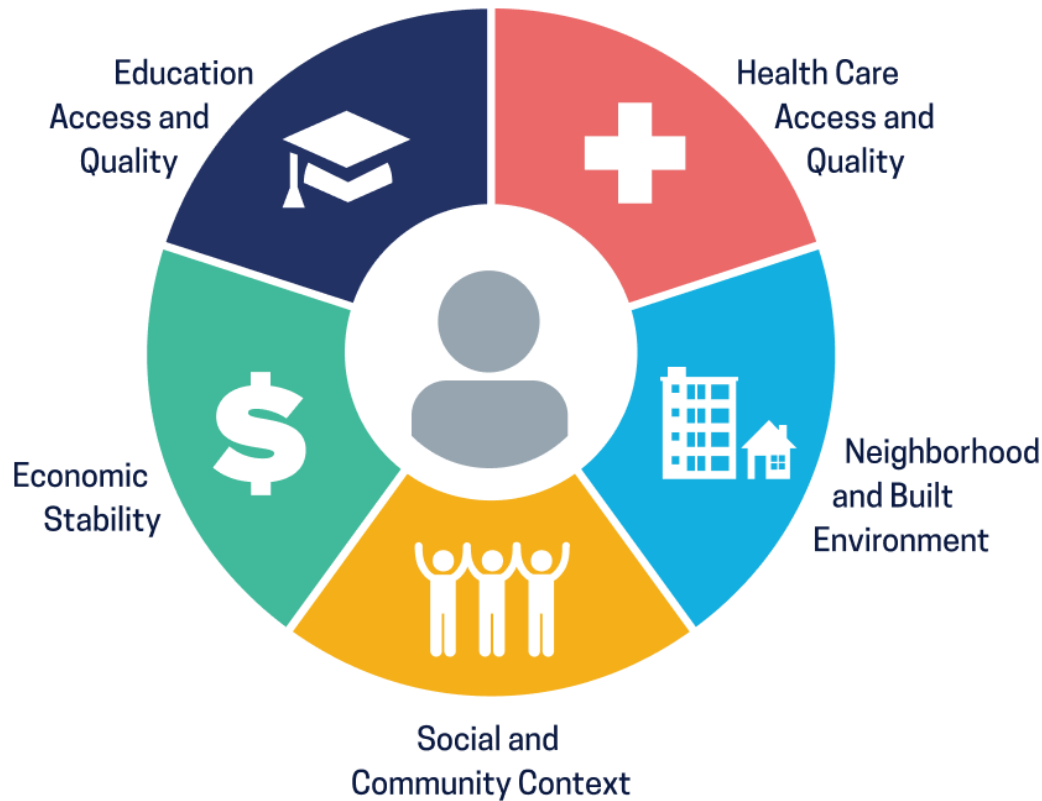 Education
Access and
Quality
Health Care
Access and
Quality
Economic
Stability
Neighborhood
and Built
Environment
Social and
Community Context